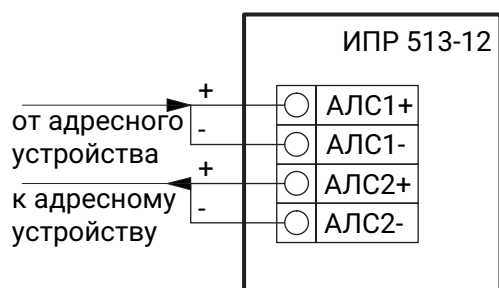 ИПР 513-12
+
АЛС1+
от адресного
-
АЛС1-
устройства
+
АЛС2+
к адресному
-
АЛС2-
устройству